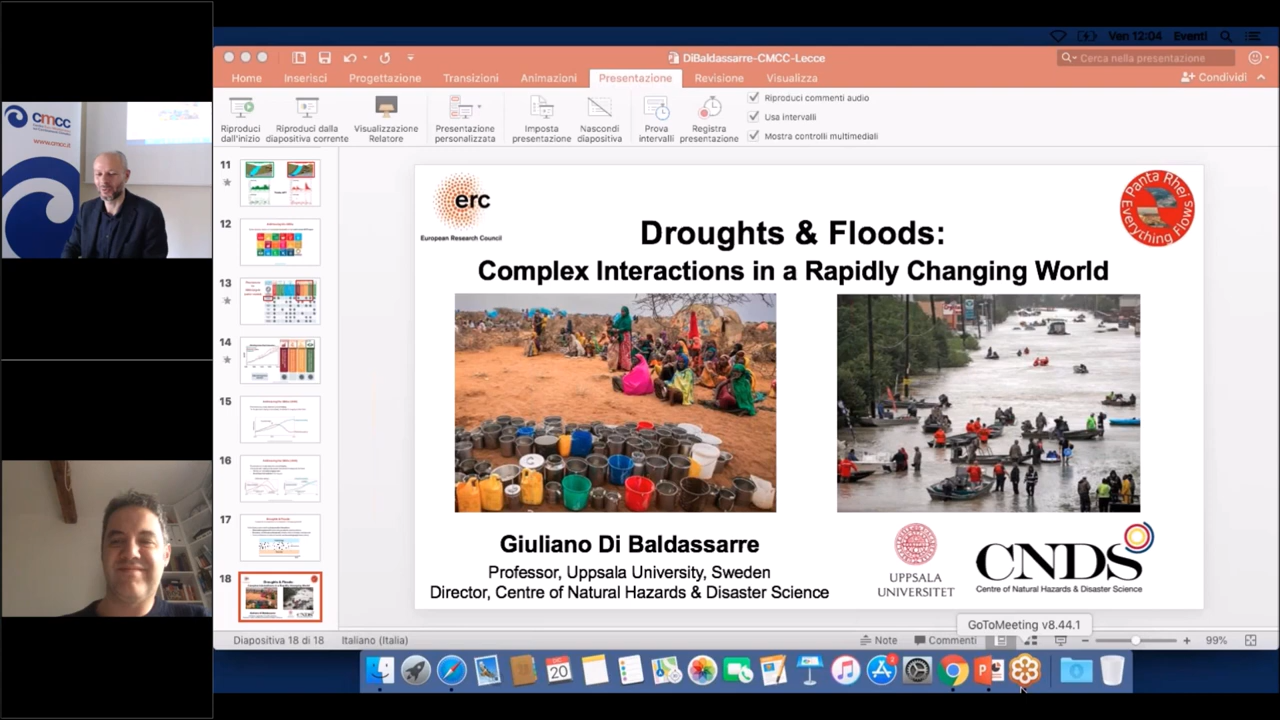 Ven 12:04 Eventi
DiBaldassarre-CMCC-Lecce
Cerca nella presentazione
Home Inserisci Progettazione Transizioni Animazioni Presentazione Revisione Visualizza
Condividi
Riproduci dall'inizio
Riproduci dalla diapositiva corrente
Visualizzazione Relatore
Presentazione personalizzata
Imposta presentazione
Nascondi diapositiva
Prova intervalli
Registra presentazione
Riproduci commenti audio
Usa intervalli
Mostra controlli multimediali
cmcc
www.cmcc.it
11
12
13
14
15
16
17
18
erc
European Research Council
Panta Rhei
Everything Flows
Droughts & Floods:
Complex Interactions in a Rapidly Changing World
Giuliano Di Baldassarre
Professor, Uppsala University, Sweden
Director, Centre of Natural Hazards & Disaster Science
UPPSALA
UNIVERSITET
CNDS
Centre of Natural Hazards & Disaster Science
GoToMeeting v8.44.1
Diapositiva 18 di 18 Italiano (Italia)
Note Commenti 99%
20